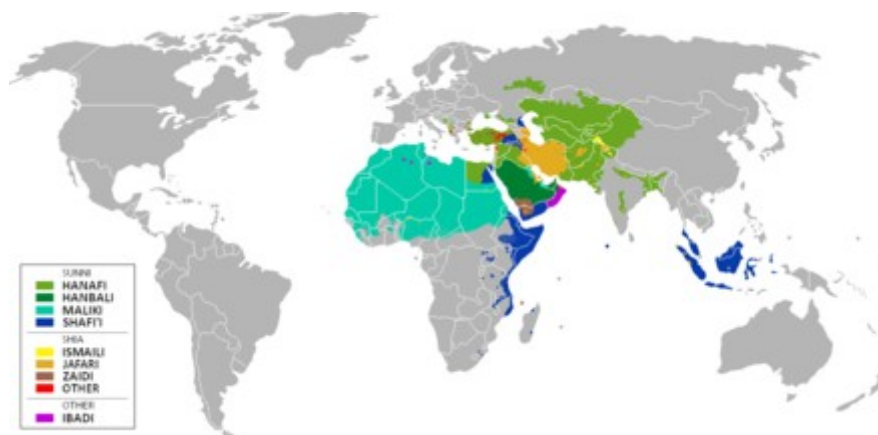 SUNNI
HANAFI
HANBALI
MALIKI
SHAFI'I
SHIA
ISMAILI
JAFARI
ZAIDI
OTHER
OTHER
IBADI